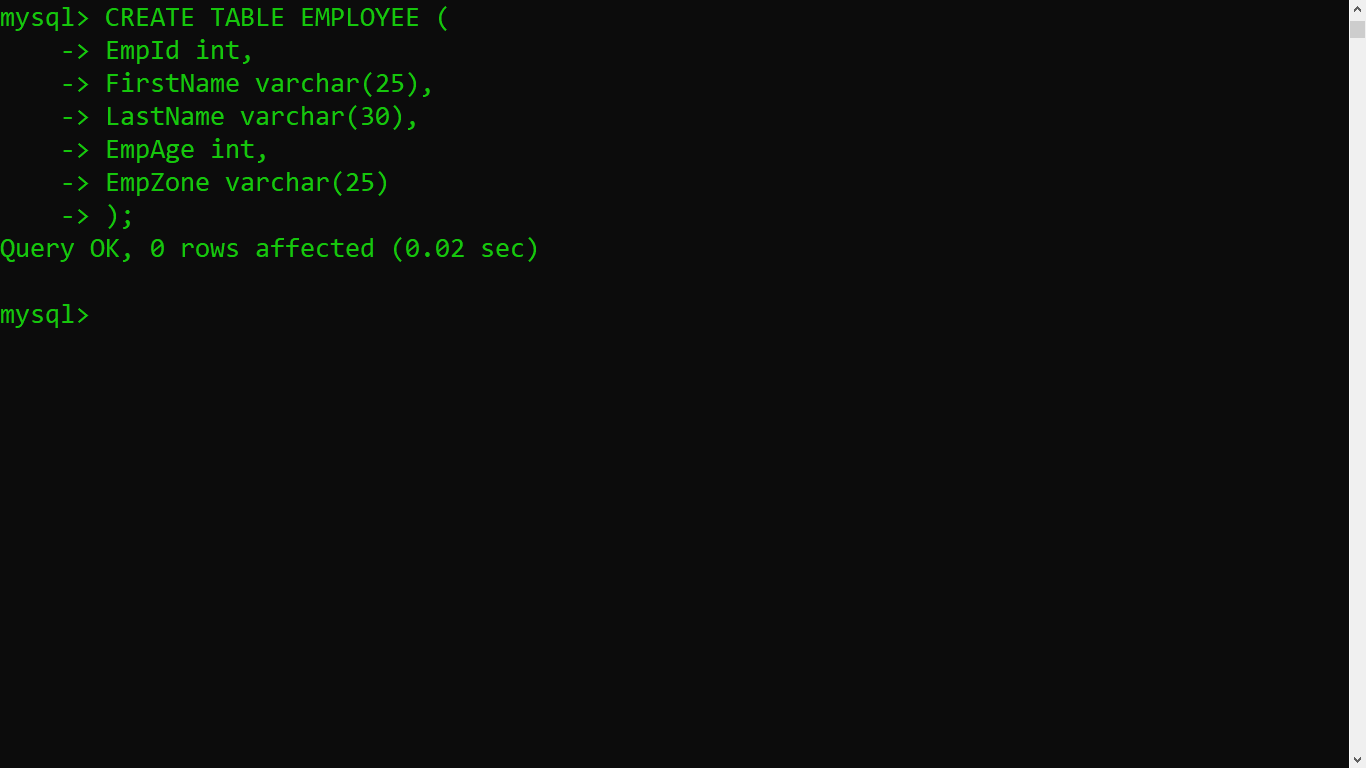 mysql> CREATE TABLE EMPLOYEE (
    -> EmpId int,
    -> FirstName varchar(25),
    -> LastName varchar(30),
    -> EmpAge int,
    -> EmpZone varchar(25)
    -> );
Query OK, 0 rows affected (0.02 sec)
mysql>